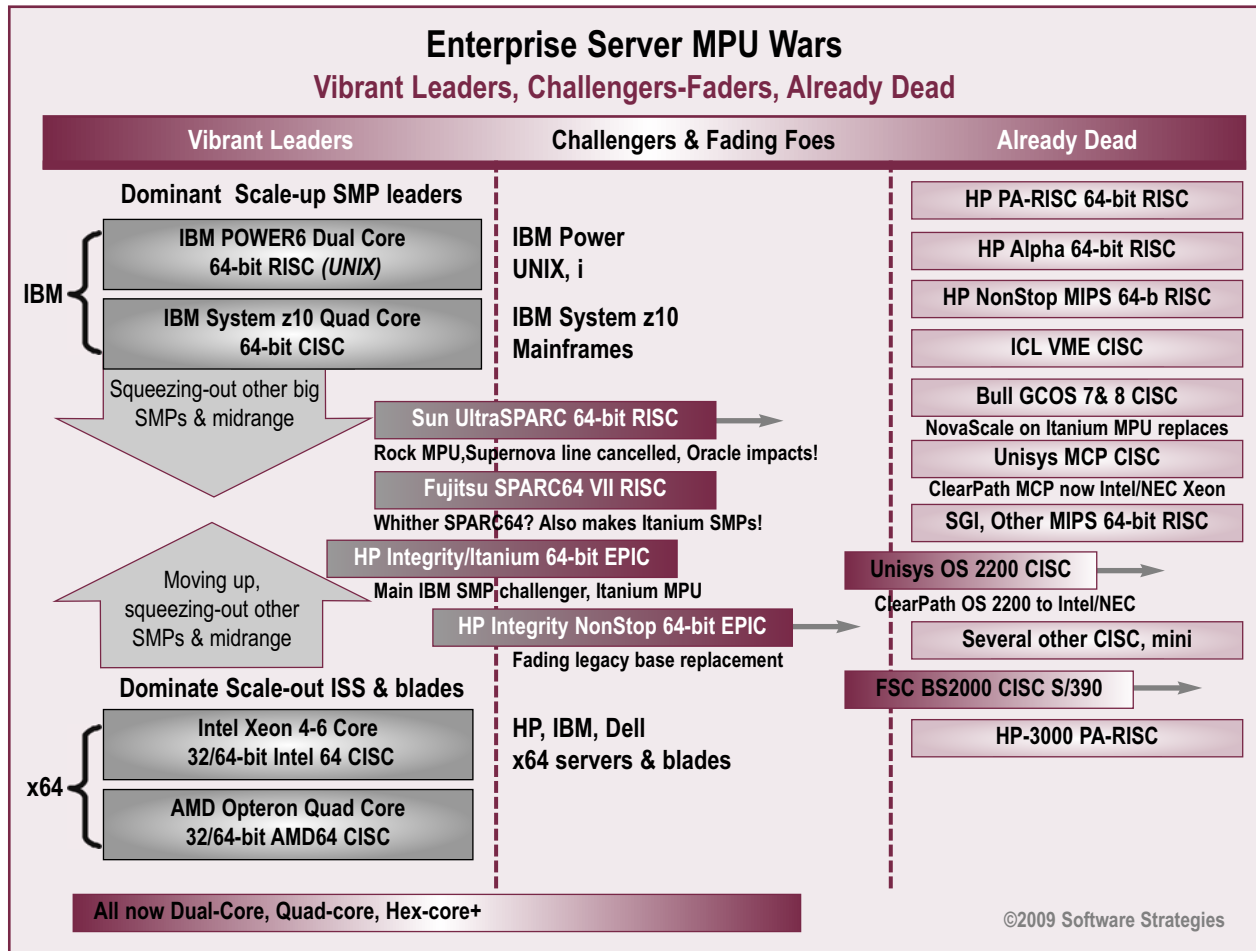 Enterprise Server MPU Wars
Vibrant Leaders, Challengers-Faders, Already Dead
Vibrant Leaders
Challengers & Fading Foes
Already Dead
Dominant Scale-up SMP leaders
IBM
IBM POWER6 Dual Core
64-bit RISC (UNIX)
IBM System z10 Quad Core
64-bit CISC
IBM Power
UNIX, i
IBM System z10
Mainframes
Squeezing-out other big
SMPs & midrange
Sun UltraSPARC 64-bit RISC
Rock MPU,Supernova line cancelled, Oracle impacts!
Fujitsu SPARC64 VII RISC
Whither SPARC64? Also makes Itanium SMPs!
HP Integrity/Itanium 64-bit EPIC
Main IBM SMP challenger, Itanium MPU
HP Integrity NonStop 64-bit EPIC
Fading legacy base replacement
Moving up,
squeezing-out other
SMPs & midrange
Dominate Scale-out ISS & blades
x64
Intel Xeon 4-6 Core
32/64-bit Intel 64 CISC
AMD Opteron Quad Core
32/64-bit AMD64 CISC
HP, IBM, Dell
x64 servers & blades
HP PA-RISC 64-bit RISC
HP Alpha 64-bit RISC
HP NonStop MIPS 64-b RISC
ICL VME CISC
Bull GCOS 7& 8 CISC
NovaScale on Itanium MPU replaces
Unisys MCP CISC
ClearPath MCP now Intel/NEC Xeon
SGI, Other MIPS 64-bit RISC
Unisys OS 2200 CISC
ClearPath OS 2200 to Intel/NEC
Several other CISC, mini
FSC BS2000 CISC S/390
HP-3000 PA-RISC
All now Dual-Core, Quad-core, Hex-core+
©2009 Software Strategies